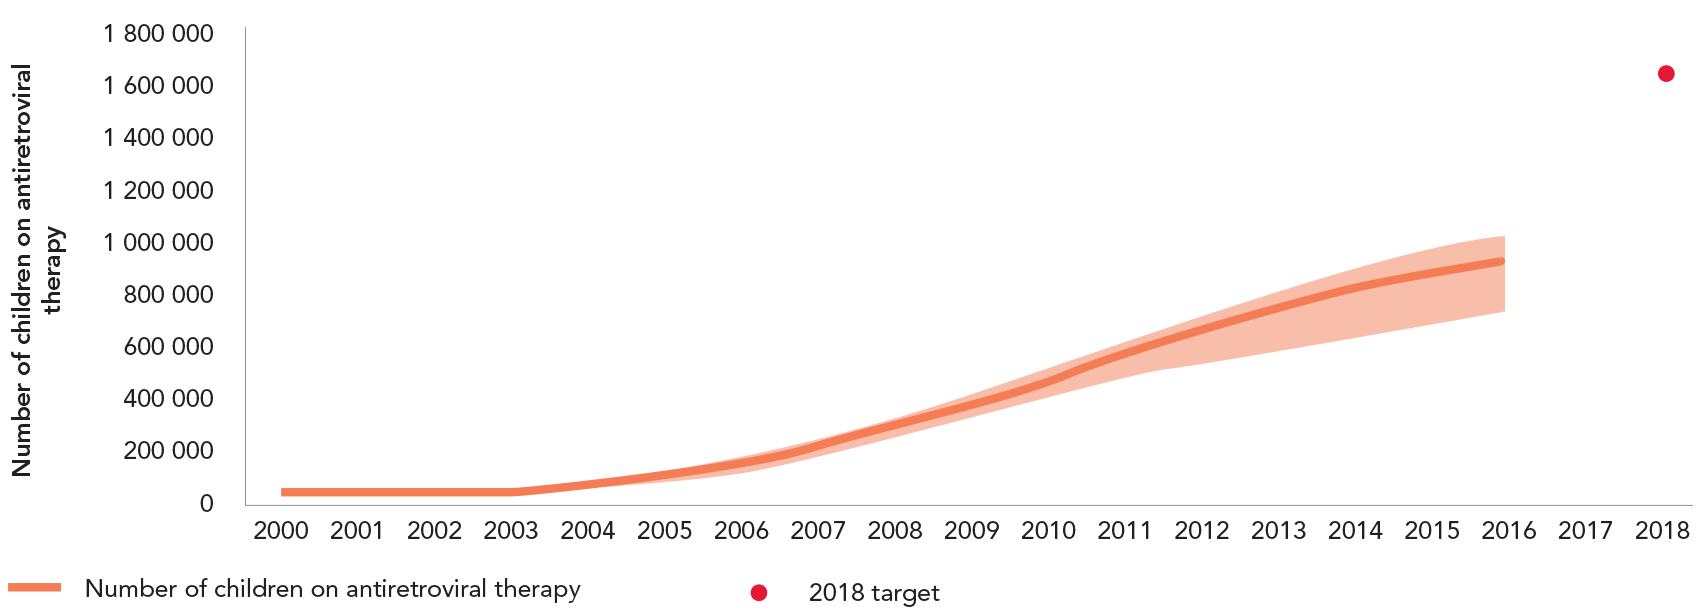 Number of children on antiretroviral
therapy
1 800 000
1 600 000
1 400 000
1 200 000
1 000 000
800 000
600 000
400 000
200 000
0
2000 2001 2002 2003 2004 2005 2006 2007 2008 2009 2010 2011 2012 2013 2014 2015 2016 2017 2018
Number of children on antiretroviral therapy
2018 target